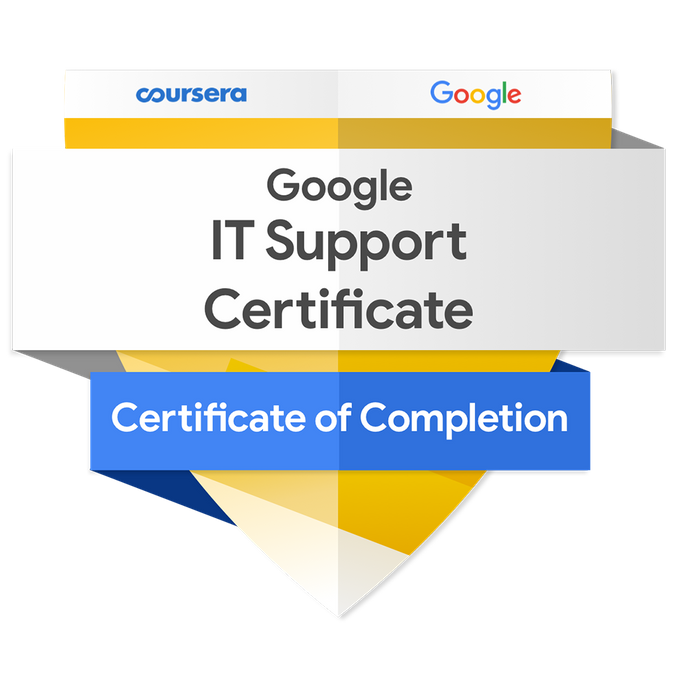 coursera Google
Google
IT Support
Certificate
Certificate of Completion